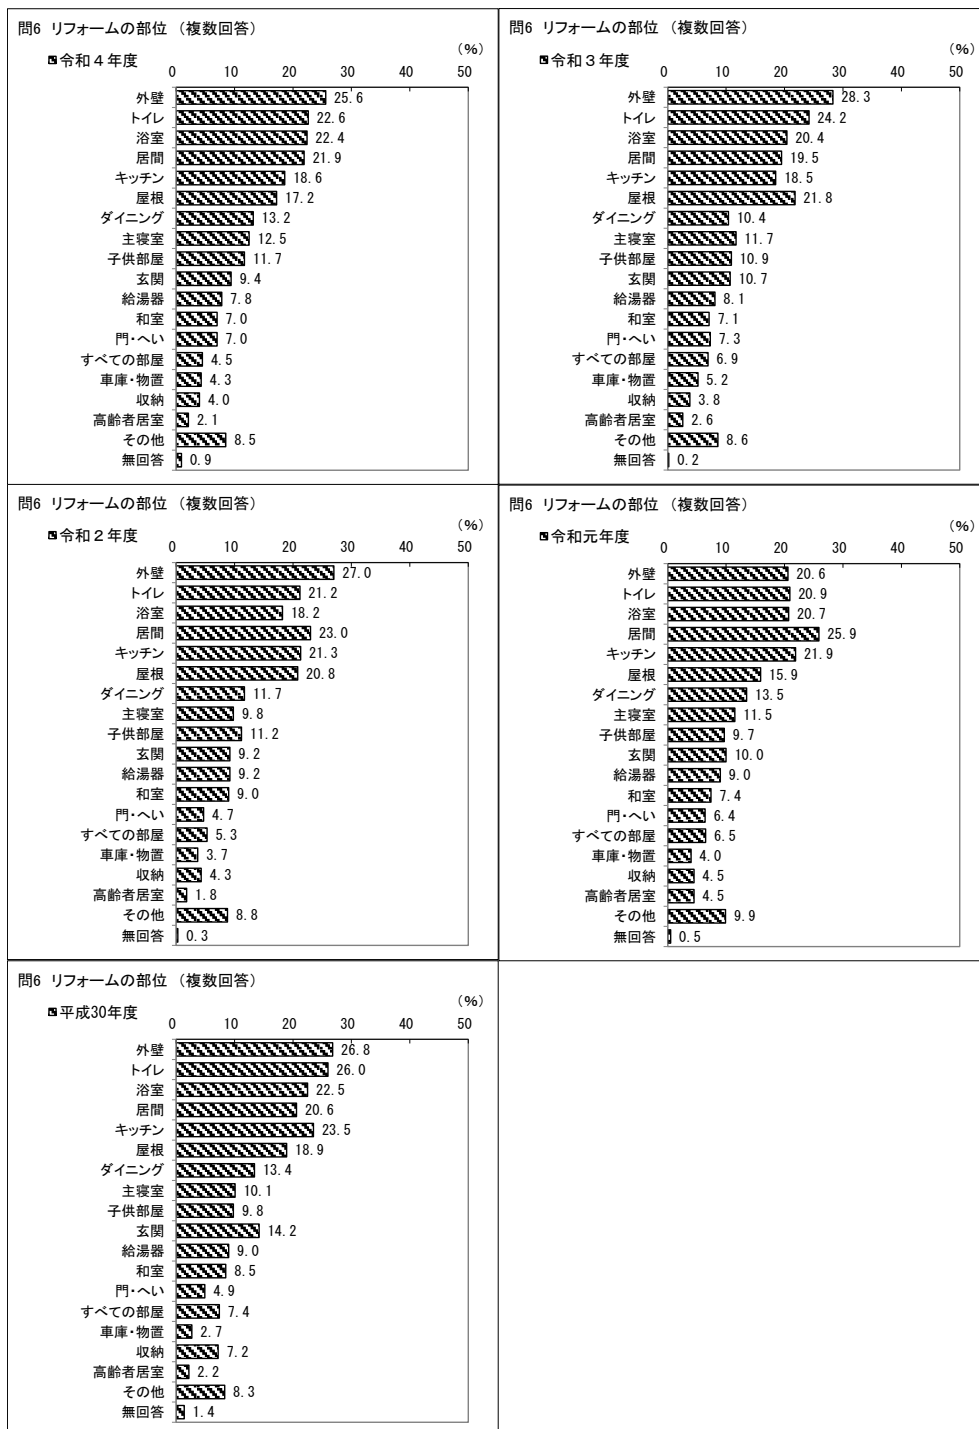 問6 リフォームの部位 (複数回答)
(%)
令和4年度
0 10 20 30 40 50
外壁 25.6
トイレ 22.6
浴室 22.4
居間 21.9
キッチン 18.6
屋根 17.2
ダイニング 13.2
主寝室 12.5
子供部屋 11.7
玄関 9.4
給湯器 7.8
和室 7.0
門・へい 7.0
すべての部屋 4.5
車庫・物置 4.3
収納 4.0
高齢者居室 2.1
その他 8.5
無回答 0.9
問6 リフォームの部位 (複数回答)
(%)
令和3年度
0 10 20 30 40 50
外壁 28.3
トイレ 24.2
浴室 20.4
居間 19.5
キッチン 18.5
屋根 21.8
ダイニング 10.4
主寝室 11.7
子供部屋 10.9
玄関 10.7
給湯器 8.1
和室 7.1
門・へい 7.3
すべての部屋 6.9
車庫・物置 5.2
収納 3.8
高齢者居室 2.6
その他 8.6
無回答 0.2
問6 リフォームの部位 (複数回答)
(%)
令和2年度
0 10 20 30 40 50
外壁 27.0
トイレ 21.2
浴室 18.2
居間 23.0
キッチン 21.3
屋根 20.8
ダイニング 11.7
主寝室 9.8
子供部屋 11.2
玄関 9.2
給湯器 9.2
和室 9.0
門・へい 4.7
すべての部屋 5.3
車庫・物置 3.7
収納 4.3
高齢者居室 1.8
その他 8.8
無回答 0.3
問6 リフォームの部位 (複数回答)
(%)
令和元年度
0 10 20 30 40 50
外壁 20.6
トイレ 20.9
浴室 20.7
居間 25.9
キッチン 21.9
屋根 15.9
ダイニング 13.5
主寝室 11.5
子供部屋 9.7
玄関 10.0
給湯器 9.0
和室 7.4
門・へい 6.4
すべての部屋 6.5
車庫・物置 4.0
収納 4.5
高齢者居室 4.5
その他 9.9
無回答 0.5
問6 リフォームの部位 (複数回答)
(%)
平成30年度
0 10 20 30 40 50
外壁 26.8
トイレ 26.0
浴室 22.5
居間 20.6
キッチン 23.5
屋根 18.9
ダイニング 13.4
主寝室 10.1
子供部屋 9.8
玄関 14.2
給湯器 9.0
和室 8.5
門・へい 4.9
すべての部屋 7.4
車庫・物置 2.7
収納 7.2
高齢者居室 2.2
その他 8.3
無回答 1.4